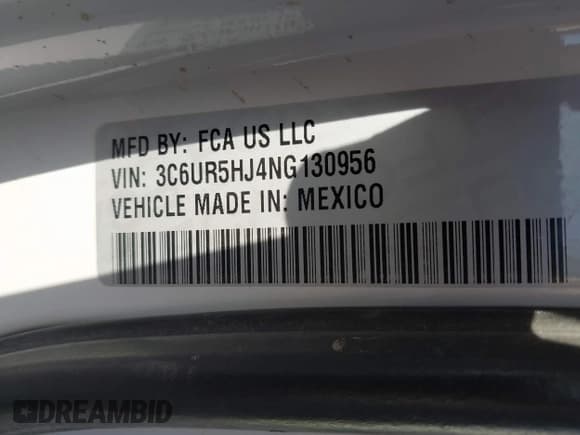 MFD BY: FCA US LLC
VIN: 3C6UR5HJ4NG130956
VEHICLE MADE IN: MEXICO
DREAMBID